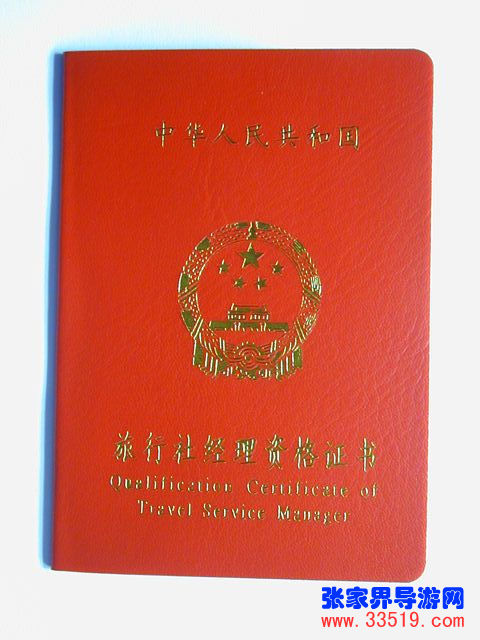 中华人民共和国
旅行社经理资格证书
Qualification Certificate of
Travel Service Manager
张家界导游网
www.33519.com